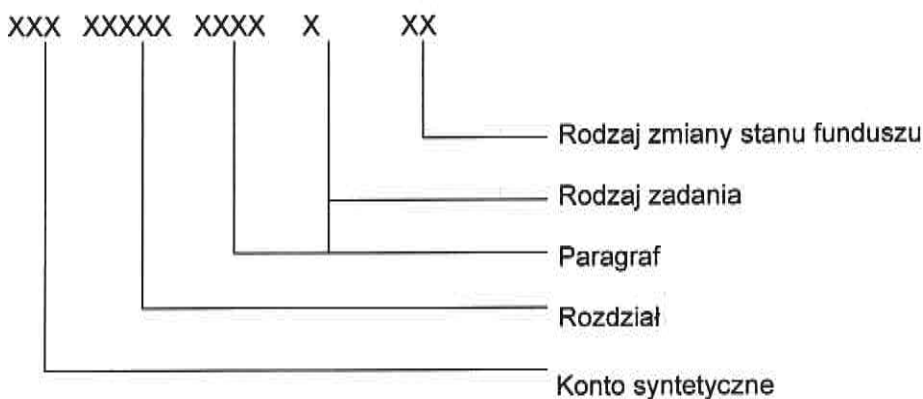 XXX XXXXX XXXX X XX
Rodzaj zmiany stanu funduszu
Rodzaj zadania
Paragraf
Rozdział
Konto syntetyczne